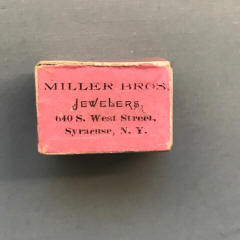 MILLER BROS.
JEWELERS,
640 S. West Street,
Syracuse, N. Y.